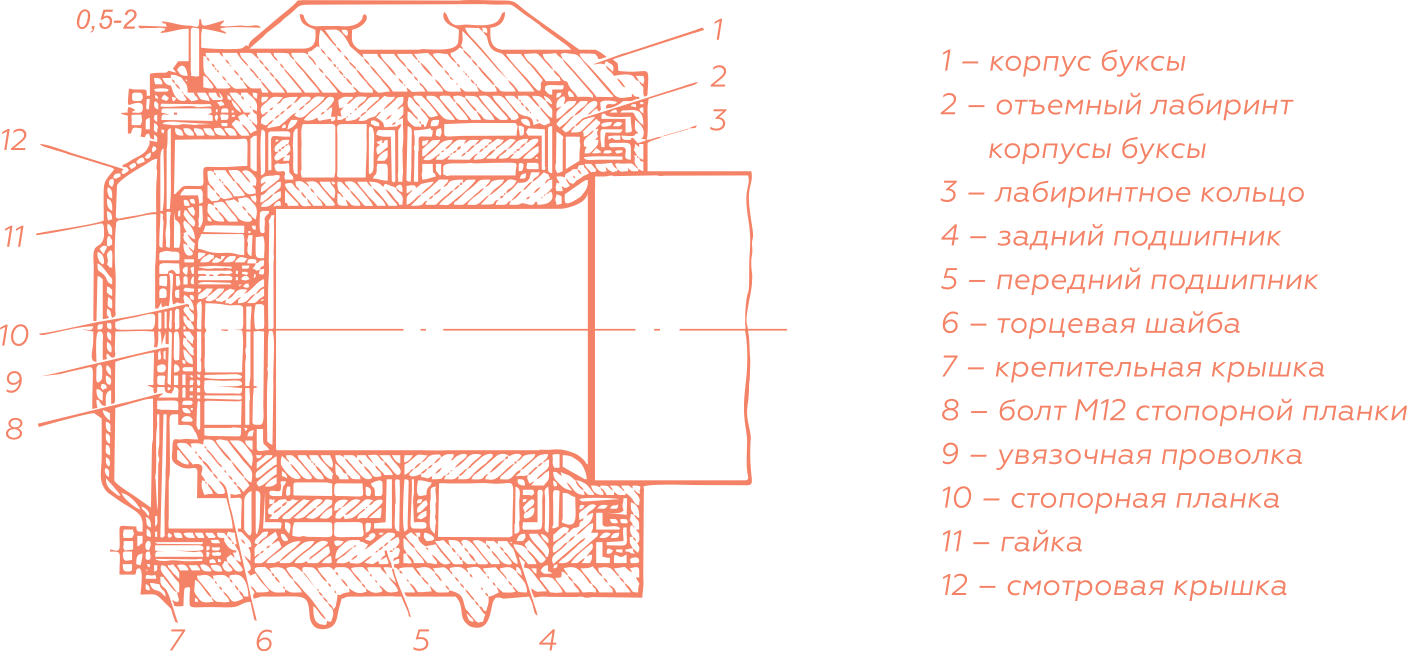 0,5-2
1
2
3
12
11
10
9
8
7
6
5
4
1 – корпус буксы
2 – отъемный лабиринт
корпусы буксы
3 – лабиринтное кольцо
4 – задний подшипник
5 – передний подшипник
6 – торцевая шайба
7 – крепительная крышка
8 – болт М12 стопорной планки
9 – увязочная проволка
10 – стопорная планка
11 – гайка
12 – смотровая крышка